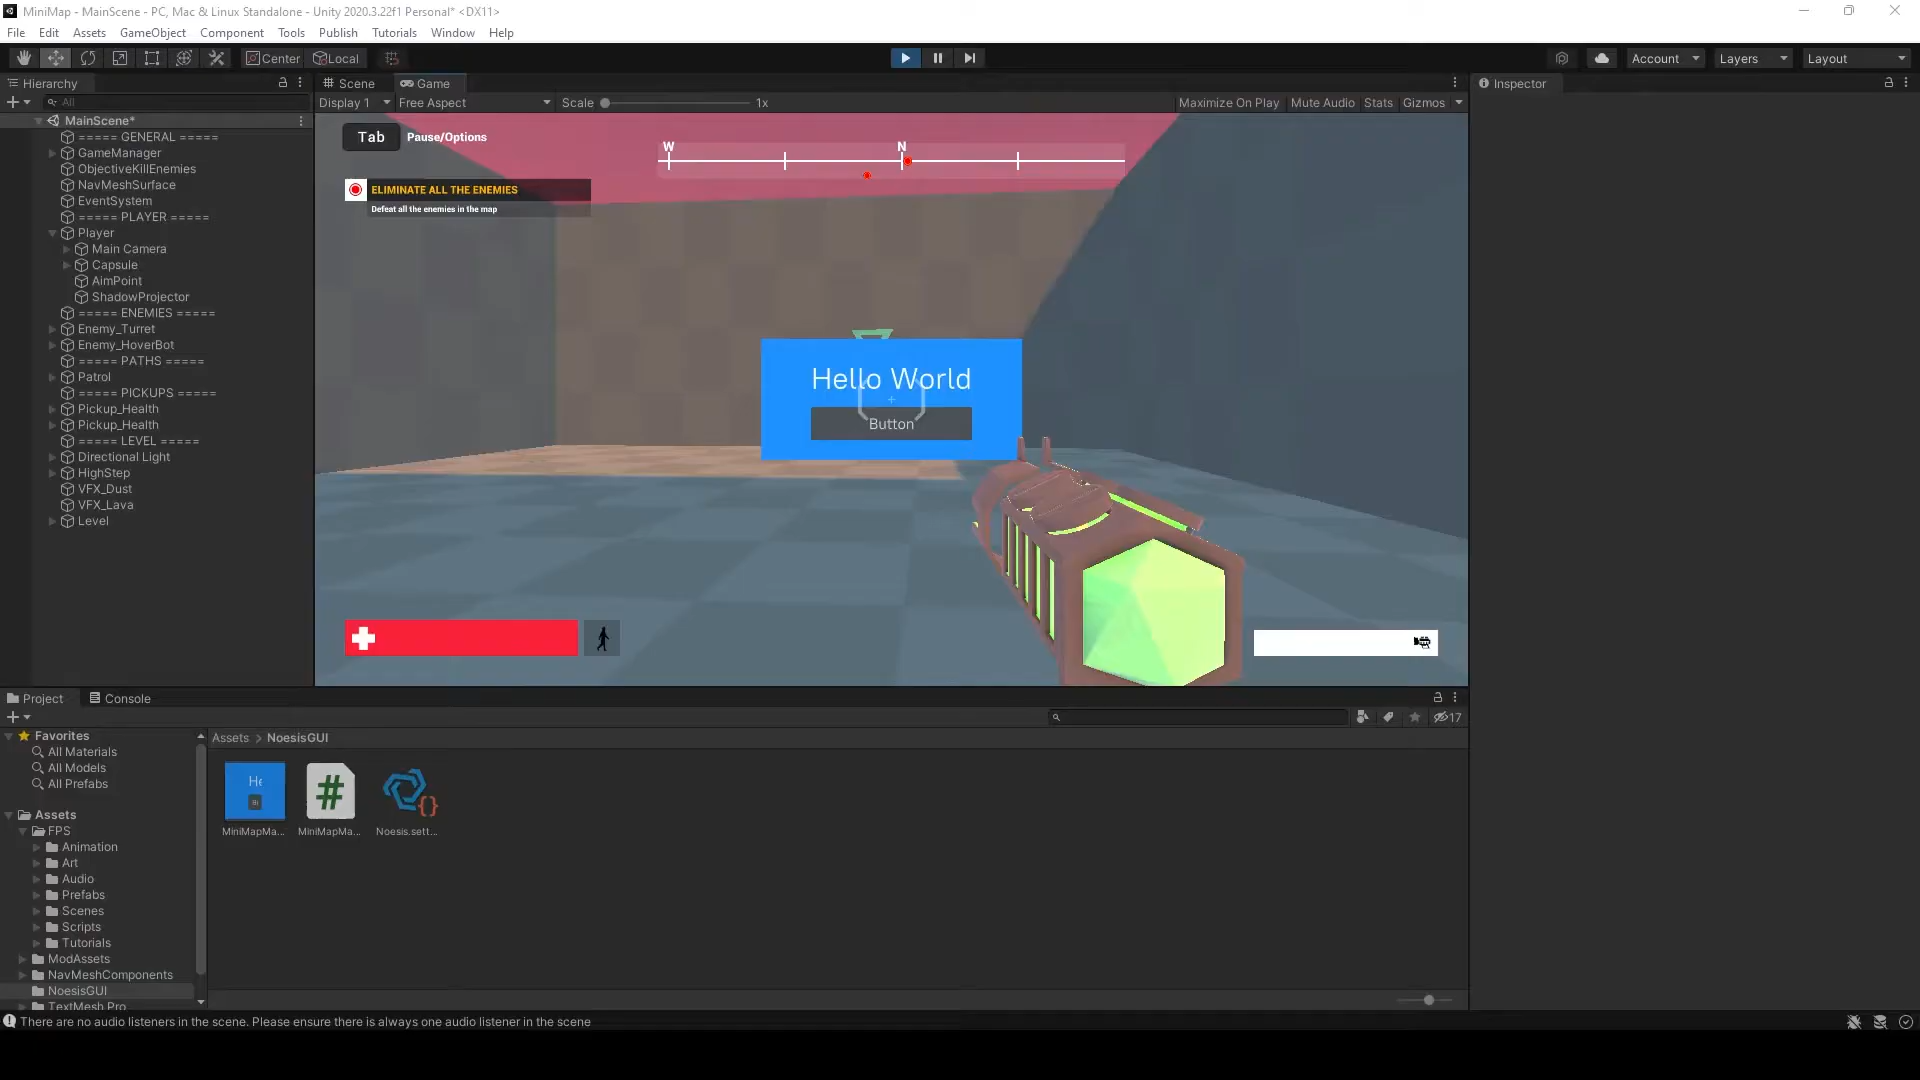 MiniMap - MainScene - PC, Mac & Linux Standalone - Unity 2020.3.22f1 Personal* <DX11>
File Edit Assets GameObject Component Tools Publish Tutorials Window Help
Center Local Account Layers Layout
Hierarchy
Scene Game Inspector
All
Display 1 Free Aspect Scale 1x Maximize On Play Mute Audio Stats Gizmos
MainScene*
===== GENERAL =====
GameManager
ObjectiveKillEnemies
NavMeshSurface
EventSystem
===== PLAYER =====
Player
Main Camera
Capsule
AimPoint
ShadowProjector
===== ENEMIES =====
Enemy_Turret
Enemy_HoverBot
===== PATHS =====
Patrol
===== PICKUPS =====
Pickup_Health
Pickup_Health
===== LEVEL =====
Directional Light
HighStep
VFX_Dust
VFX_Lava
Level
Tab Pause/Options
W N
ELIMINATE ALL THE ENEMIES
Defeat all the enemies in the map
Hello World
Button
Project Console
17
Favorites
All Materials
All Models
All Prefabs
Assets
FPS
Animation
Art
Audio
Prefabs
Scenes
Scripts
Tutorials
ModAssets
NavMeshComponents
NoesisGUI
TextMesh Pro
Assets > NoesisGUI
MiniMapMa... MiniMapMa... Noesis.sett...
There are no audio listeners in the scene. Please ensure there is always one audio listener in the scene